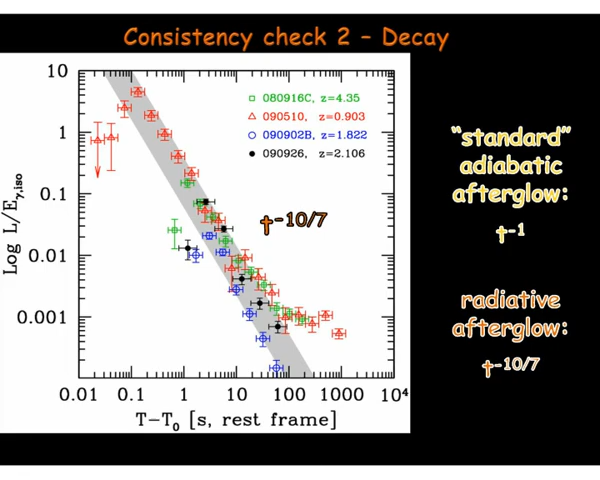 Consistency check 2 – Decay
10
1
0.1
0.01
0.001
Log L/Eγ,iso
080916C, z=4.35
090510, z=0.903
090902B, z=1.822
090926, z=2.106
t-10/7
0.01 0.1 1 10 100 1000 10⁴
T−T₀ [s, rest frame]
"standard"
adiabatic
afterglow:
t-1
radiative
afterglow:
t-10/7